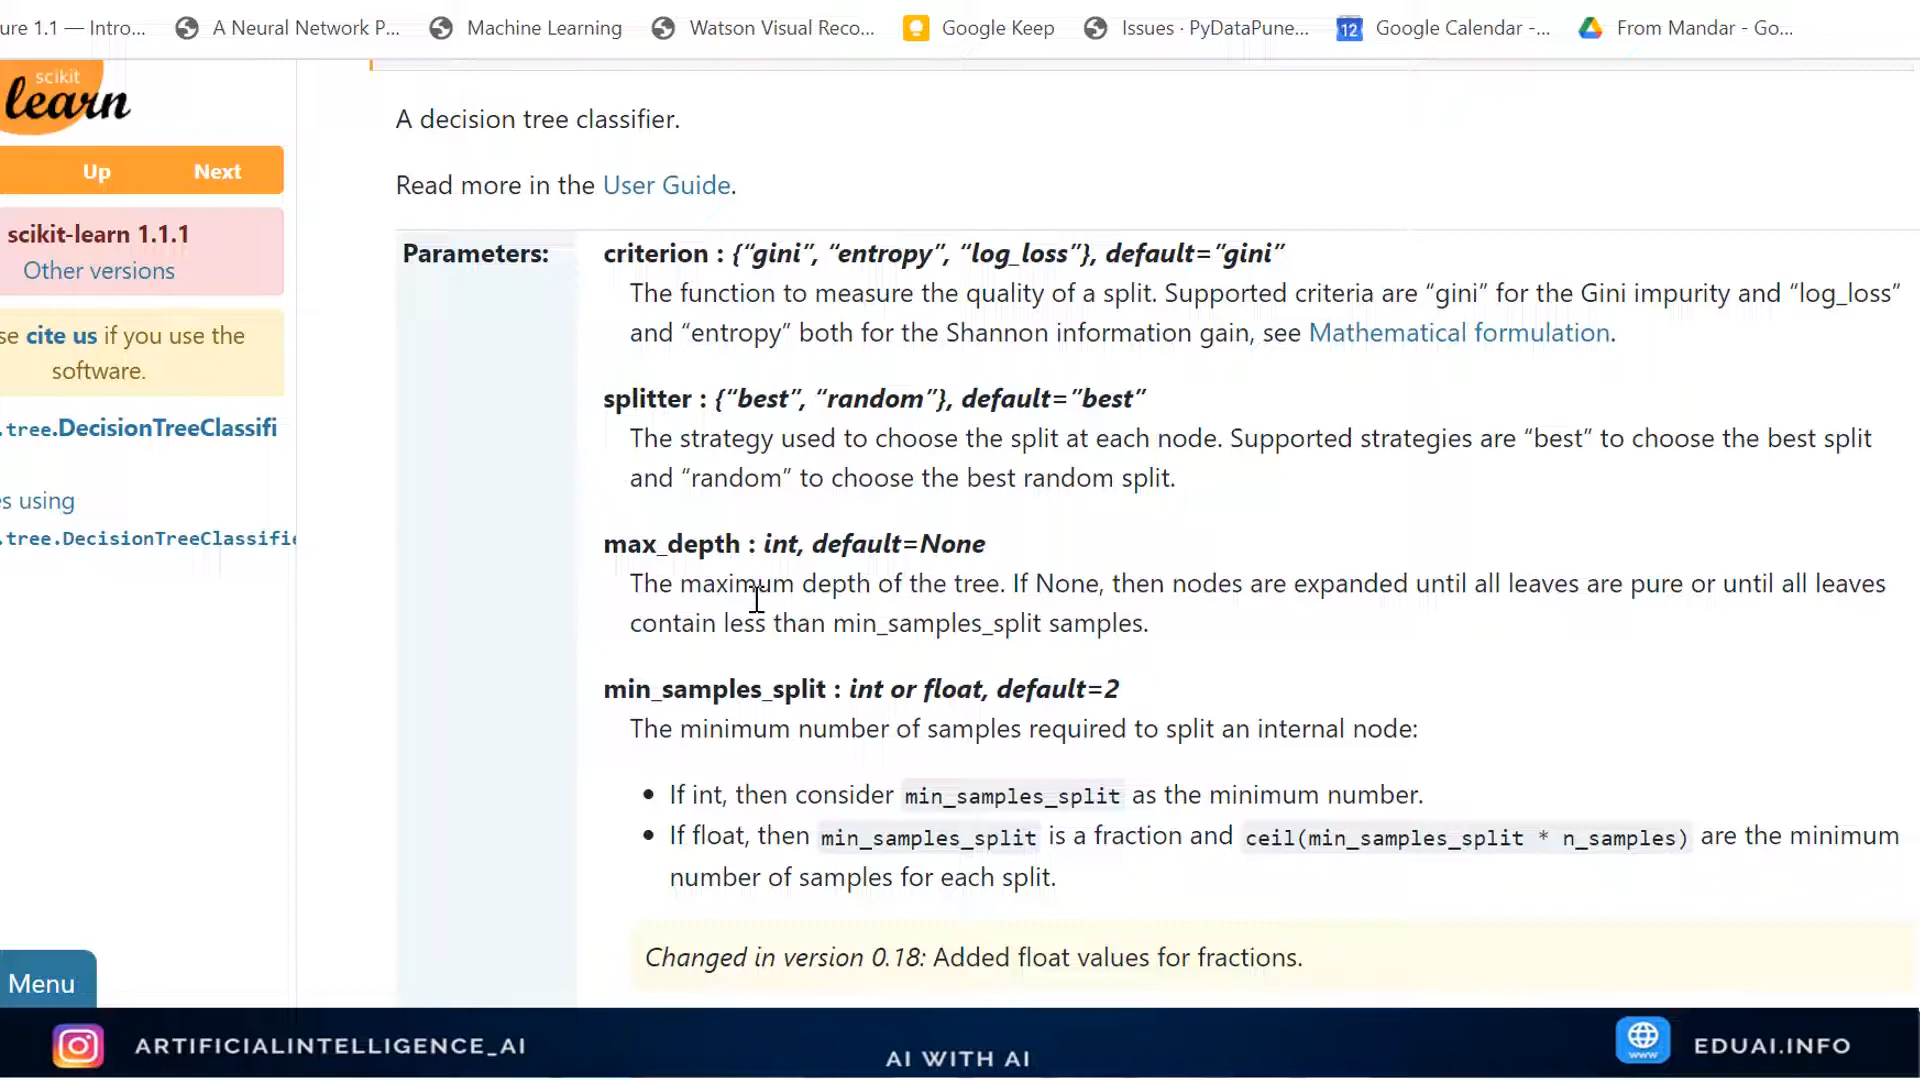 ure 1.1 — Intro...
A Neural Network P...
Machine Learning
Watson Visual Reco...
Google Keep
Issues · PyDataPune...
12
Google Calendar -...
From Mandar - Go...
scikit
learn
Up
Next
scikit-learn 1.1.1
Other versions
se cite us if you use the
software.
.tree.DecisionTreeClassifi
es using
.tree.DecisionTreeClassifie
Menu
A decision tree classifier.
Read more in the User Guide.
Parameters:
criterion : {“gini”, “entropy”, “log_loss”}, default=”gini”
The function to measure the quality of a split. Supported criteria are “gini” for the Gini impurity and “log_loss”
and “entropy” both for the Shannon information gain, see Mathematical formulation.
splitter : {“best”, “random”}, default=”best”
The strategy used to choose the split at each node. Supported strategies are “best” to choose the best split
and “random” to choose the best random split.
max_depth : int, default=None
The maximum depth of the tree. If None, then nodes are expanded until all leaves are pure or until all leaves
contain less than min_samples_split samples.
min_samples_split : int or float, default=2
The minimum number of samples required to split an internal node:
• If int, then consider min_samples_split as the minimum number.
• If float, then min_samples_split is a fraction and ceil(min_samples_split * n_samples) are the minimum
number of samples for each split.
Changed in version 0.18: Added float values for fractions.
ARTIFICIALINTELLIGENCE_AI
AI WITH AI
www
EDUAI.INFO